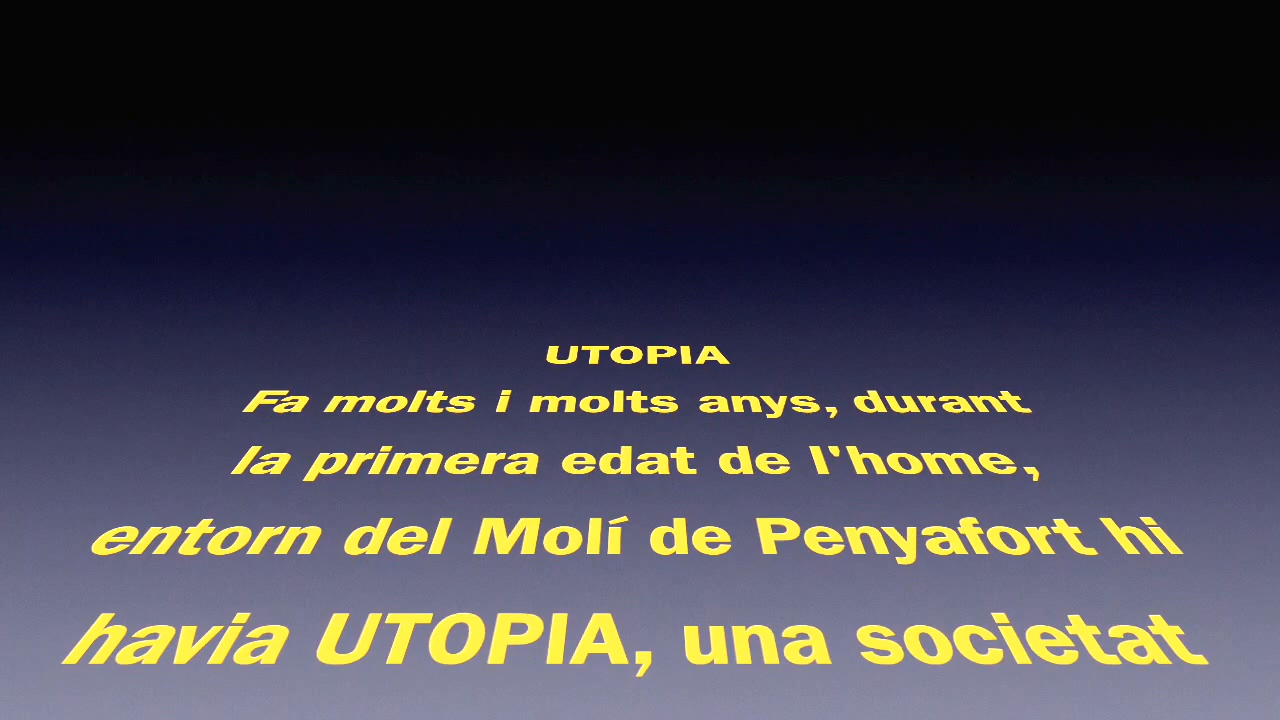 UTOPIA
Fa molts i molts anys, durant
la primera edat de l'home,
entorn del Molí de Penyafort hi
havia UTOPIA, una societat